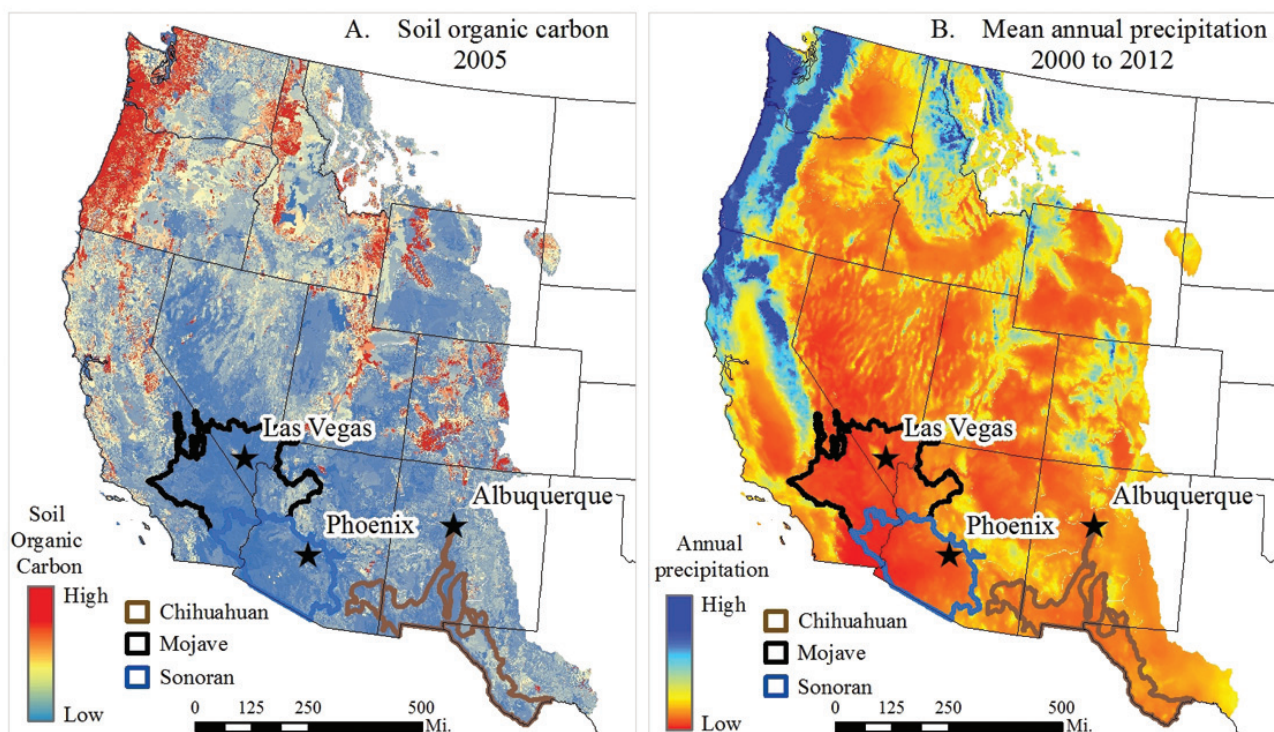 A. Soil organic carbon
2005
Las Vegas
Albuquerque
Phoenix
Soil
Organic
Carbon
High
Low
Chihuahuan
Mojave
Sonoran
0 125 250 500
Mi.
B. Mean annual precipitation
2000 to 2012
Las Vegas
Albuquerque
Phoenix
Annual
precipitation
High
Low
Chihuahuan
Mojave
Sonoran
0 125 250 500
Mi.